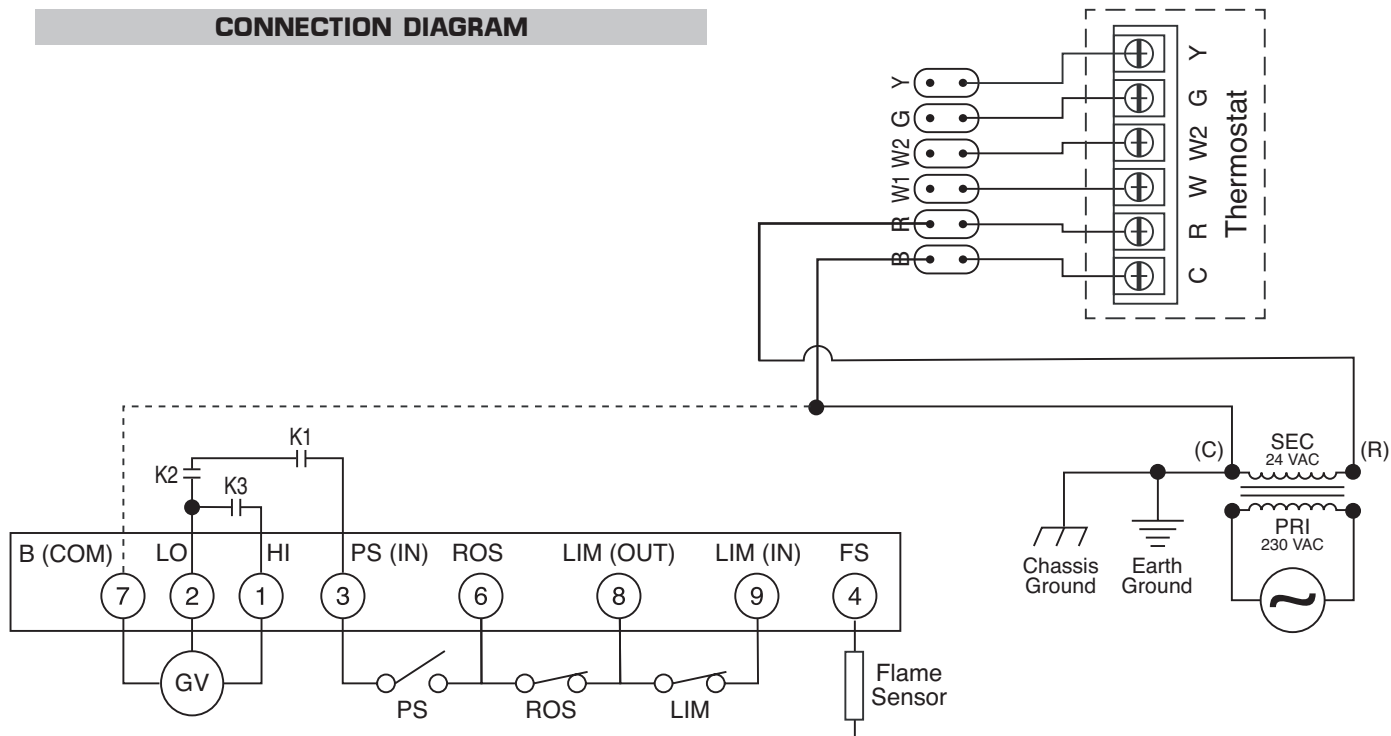 CONNECTION DIAGRAM
Y
G
W2
W1
R
B
Y
G
W2
W
R
C
Thermostat
K1
K2
K3
(C)
SEC
24 VAC
(R)
PRI
230 VAC
Chassis
Ground
Earth
Ground
B (COM) LO HI PS (IN) ROS LIM (OUT) LIM (IN) FS
7 2 1 3 6 8 9 4
GV
PS
ROS
LIM
Flame
Sensor